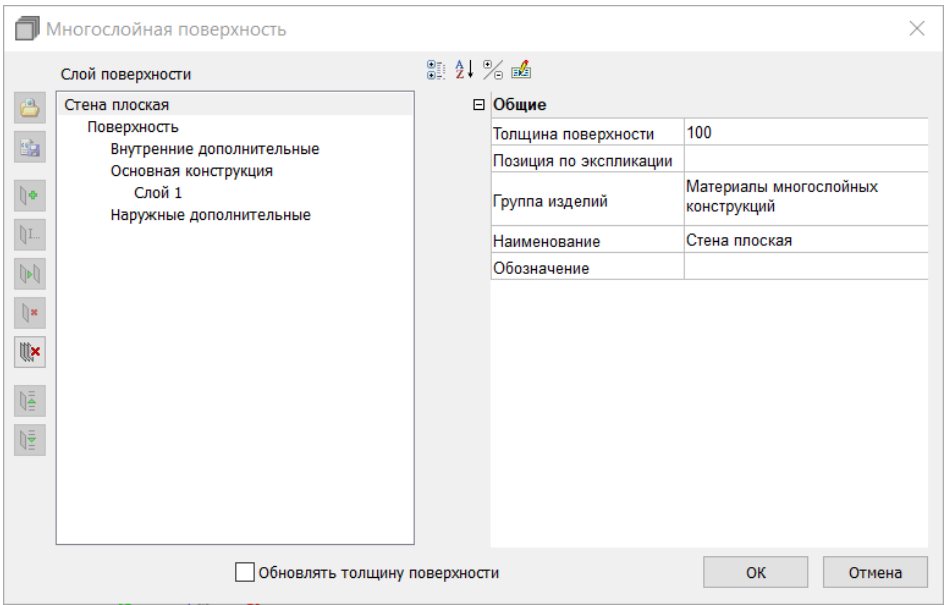 Многослойная поверхность
Слой поверхности
Стена плоская
Поверхность
Внутренние дополнительные
Основная конструкция
Слой 1
Наружные дополнительные
Общие
Толщина поверхности 100
Позиция по экспликации
Группа изделий Материалы многослойных
конструкций
Наименование Стена плоская
Обозначение
Обновлять толщину поверхности
ОК
Отмена